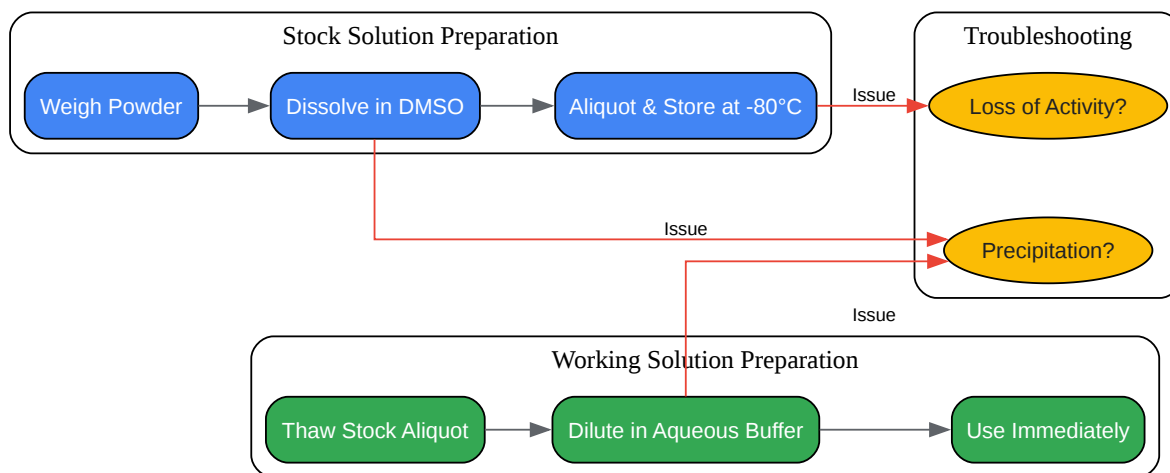 Stock Solution Preparation
Troubleshooting
Weigh Powder
Dissolve in DMSO
Aliquot & Store at -80°C
Issue
Loss of Activity?
Issue
Precipitation?
Issue
Working Solution Preparation
Thaw Stock Aliquot
Dilute in Aqueous Buffer
Use Immediately